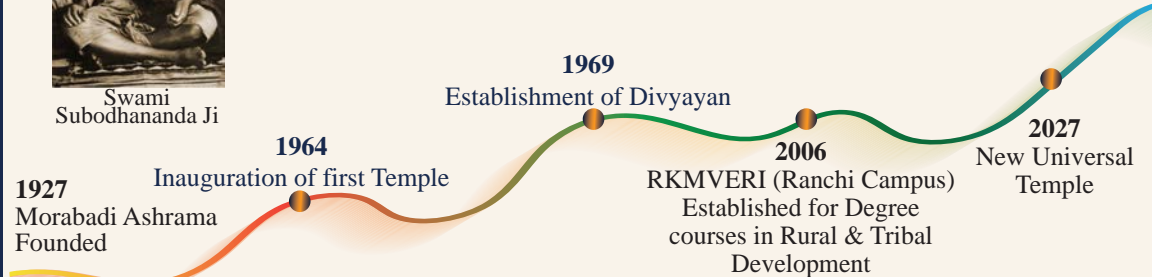 Swami
Subodhananda Ji
1927
Morabadi Ashrama
Founded
1964
Inauguration of first Temple
1969
Establishment of Divyayan
2006
RKMVERI (Ranchi Campus)
Established for Degree
courses in Rural & Tribal
Development
2027
New Universal
Temple